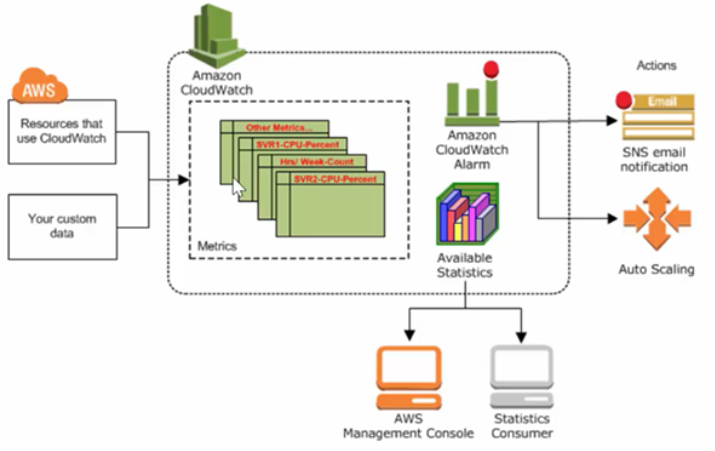 Amazon
CloudWatch
AWS
Resources that
use CloudWatch
Your custom
data
Other Metrics...
SVR1-CPU-Percent
Hrs/ Week-Count
SVR2-CPU-Percent
Metrics
Amazon
CloudWatch
Alarm
Available
Statistics
Actions
Email
SNS email
notification
Auto Scaling
AWS
Management Console
Statistics
Consumer